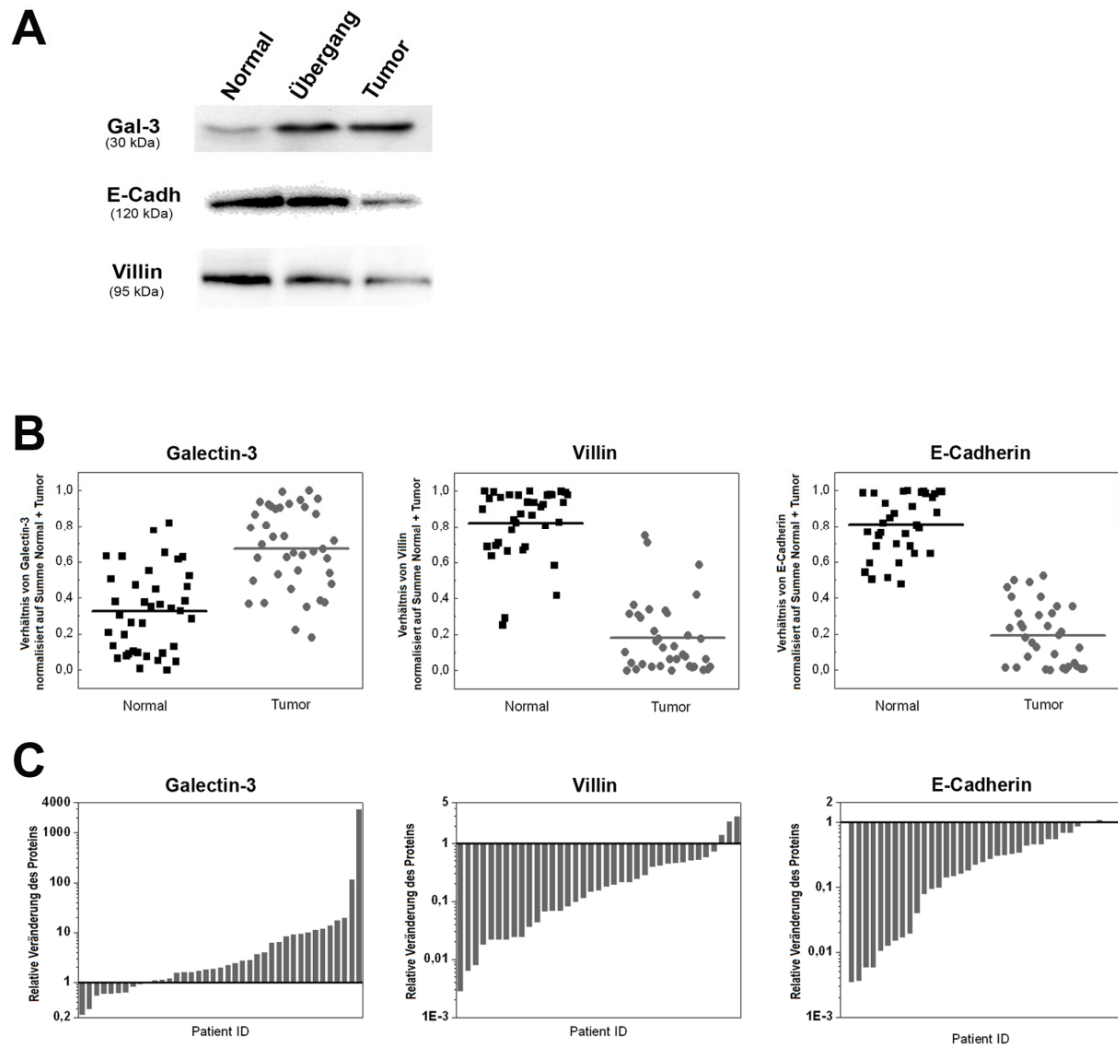 A
Normal
Übergang
Tumor
Gal-3
(30 kDa)
E-Cadh
(120 kDa)
Villin
(95 kDa)
B
Galectin-3
Verhältnis von Galectin-3
normalisiert auf Summe Normal + Tumor
1,0
0,8
0,6
0,4
0,2
0,0
Normal
Tumor
Villin
Verhältnis von Villin
normalisiert auf Summe Normal + Tumor
1,0
0,8
0,6
0,4
0,2
0,0
Normal
Tumor
E-Cadherin
Verhältnis von E-Cadherin
normalisiert auf Summe Normal + Tumor
1,0
0,8
0,6
0,4
0,2
0,0
Normal
Tumor
C
Galectin-3
Relative Veränderung des Proteins
4000
1000
100
10
1
0,2
Patient ID
Villin
Relative Veränderung des Proteins
5
1
0,1
0,01
1E-3
Patient ID
E-Cadherin
Relative Veränderung des Proteins
2
1
0,1
0,01
1E-3
Patient ID